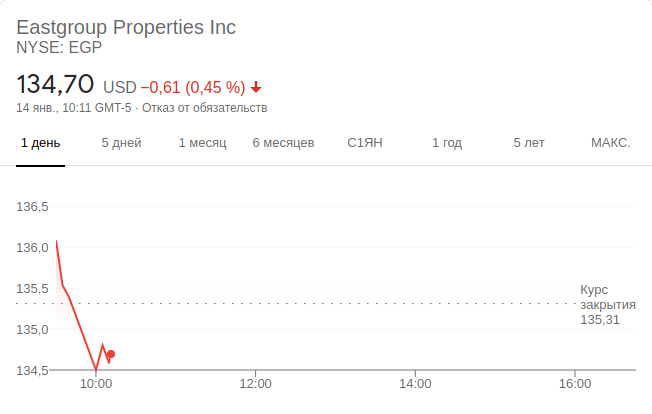 Eastgroup Properties Inc
NYSE: EGP
134,70 USD −0,61 (0,45 %)
14 янв., 10:11 GMT-5 · Отказ от обязательств
1 день 5 дней 1 месяц 6 месяцев С1ЯН 1 год 5 лет МАКС.
136,5
136,0
135,5
Курс
закрытия
135,31
135,0
134,5
10:00 12:00 14:00 16:00